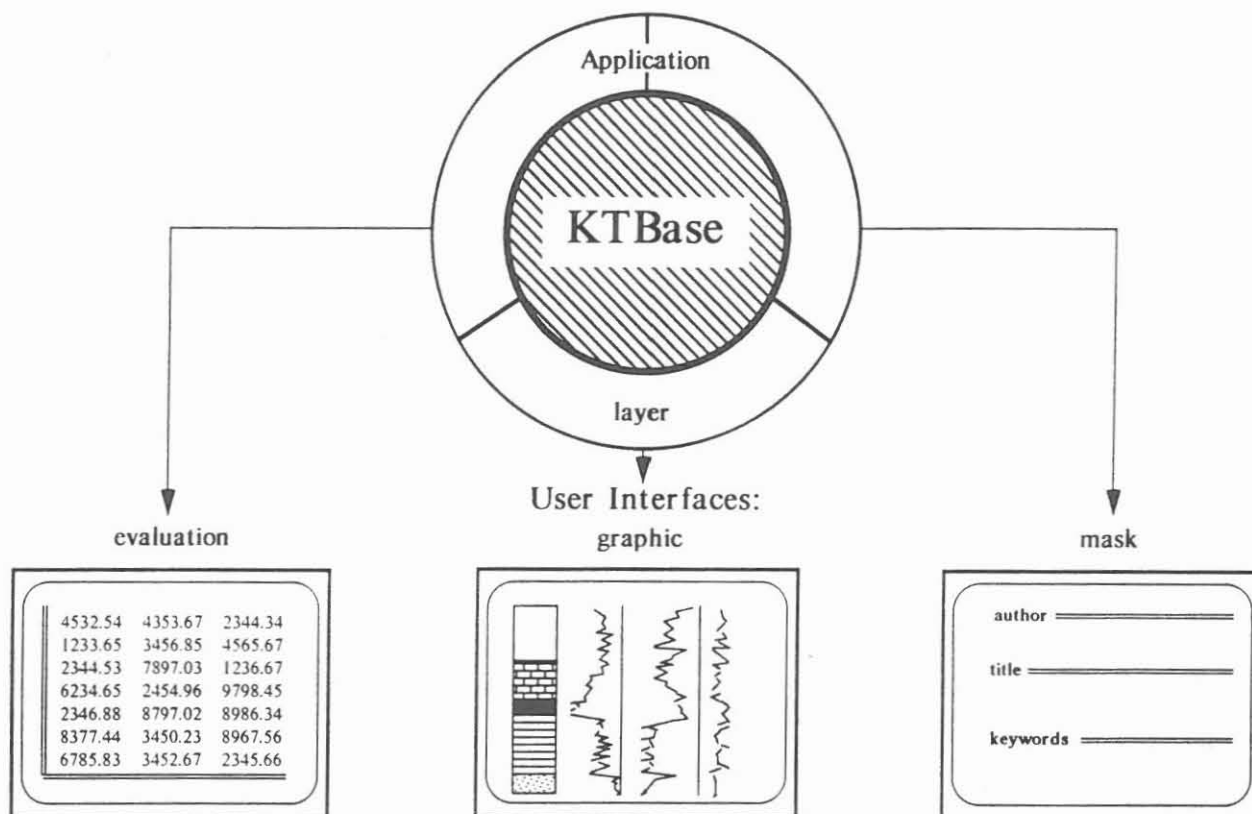 Application
KTBase
layer
User Interfaces:
evaluation
graphic
mask
4532.54 4353.67 2344.34
1233.65 3456.85 4565.67
2344.53 7897.03 1236.67
6234.65 2454.96 9798.45
2346.88 8797.02 8986.34
8377.44 3450.23 8967.56
6785.83 3452.67 2345.66
author
title
keywords